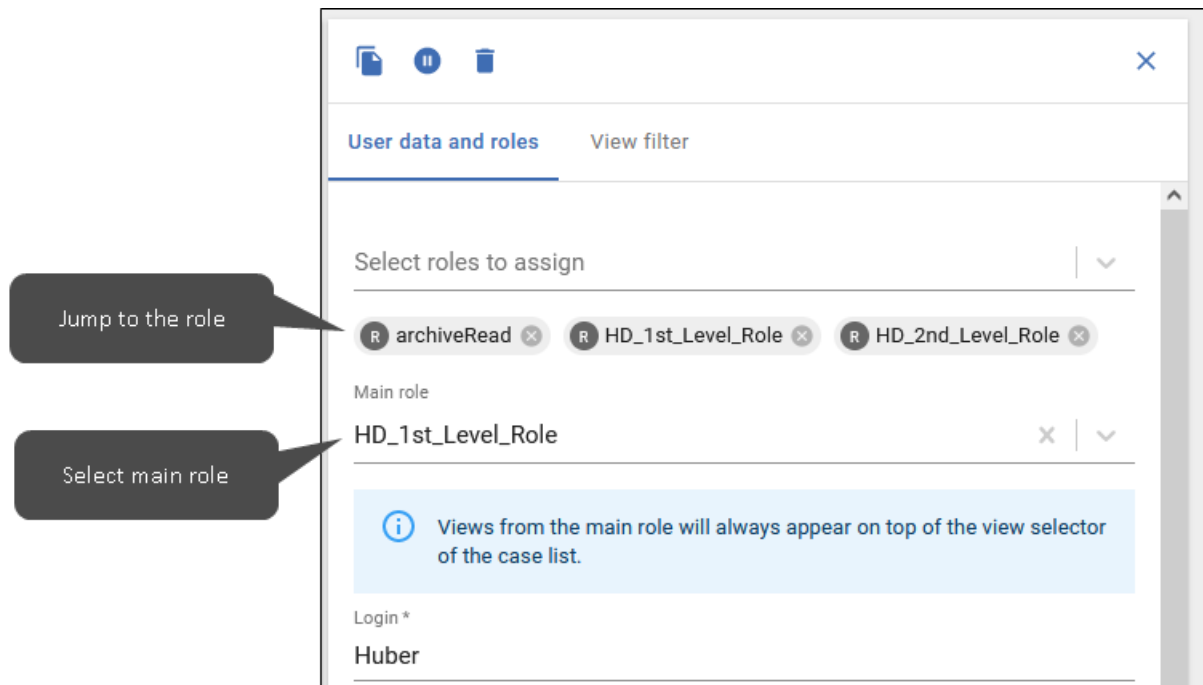 User data and roles View filter
Select roles to assign
Jump to the role
R archiveRead R HD_1st_Level_Role R HD_2nd_Level_Role
Main role
HD_1st_Level_Role
Select main role
Views from the main role will always appear on top of the view selector
of the case list.
Login *
Huber